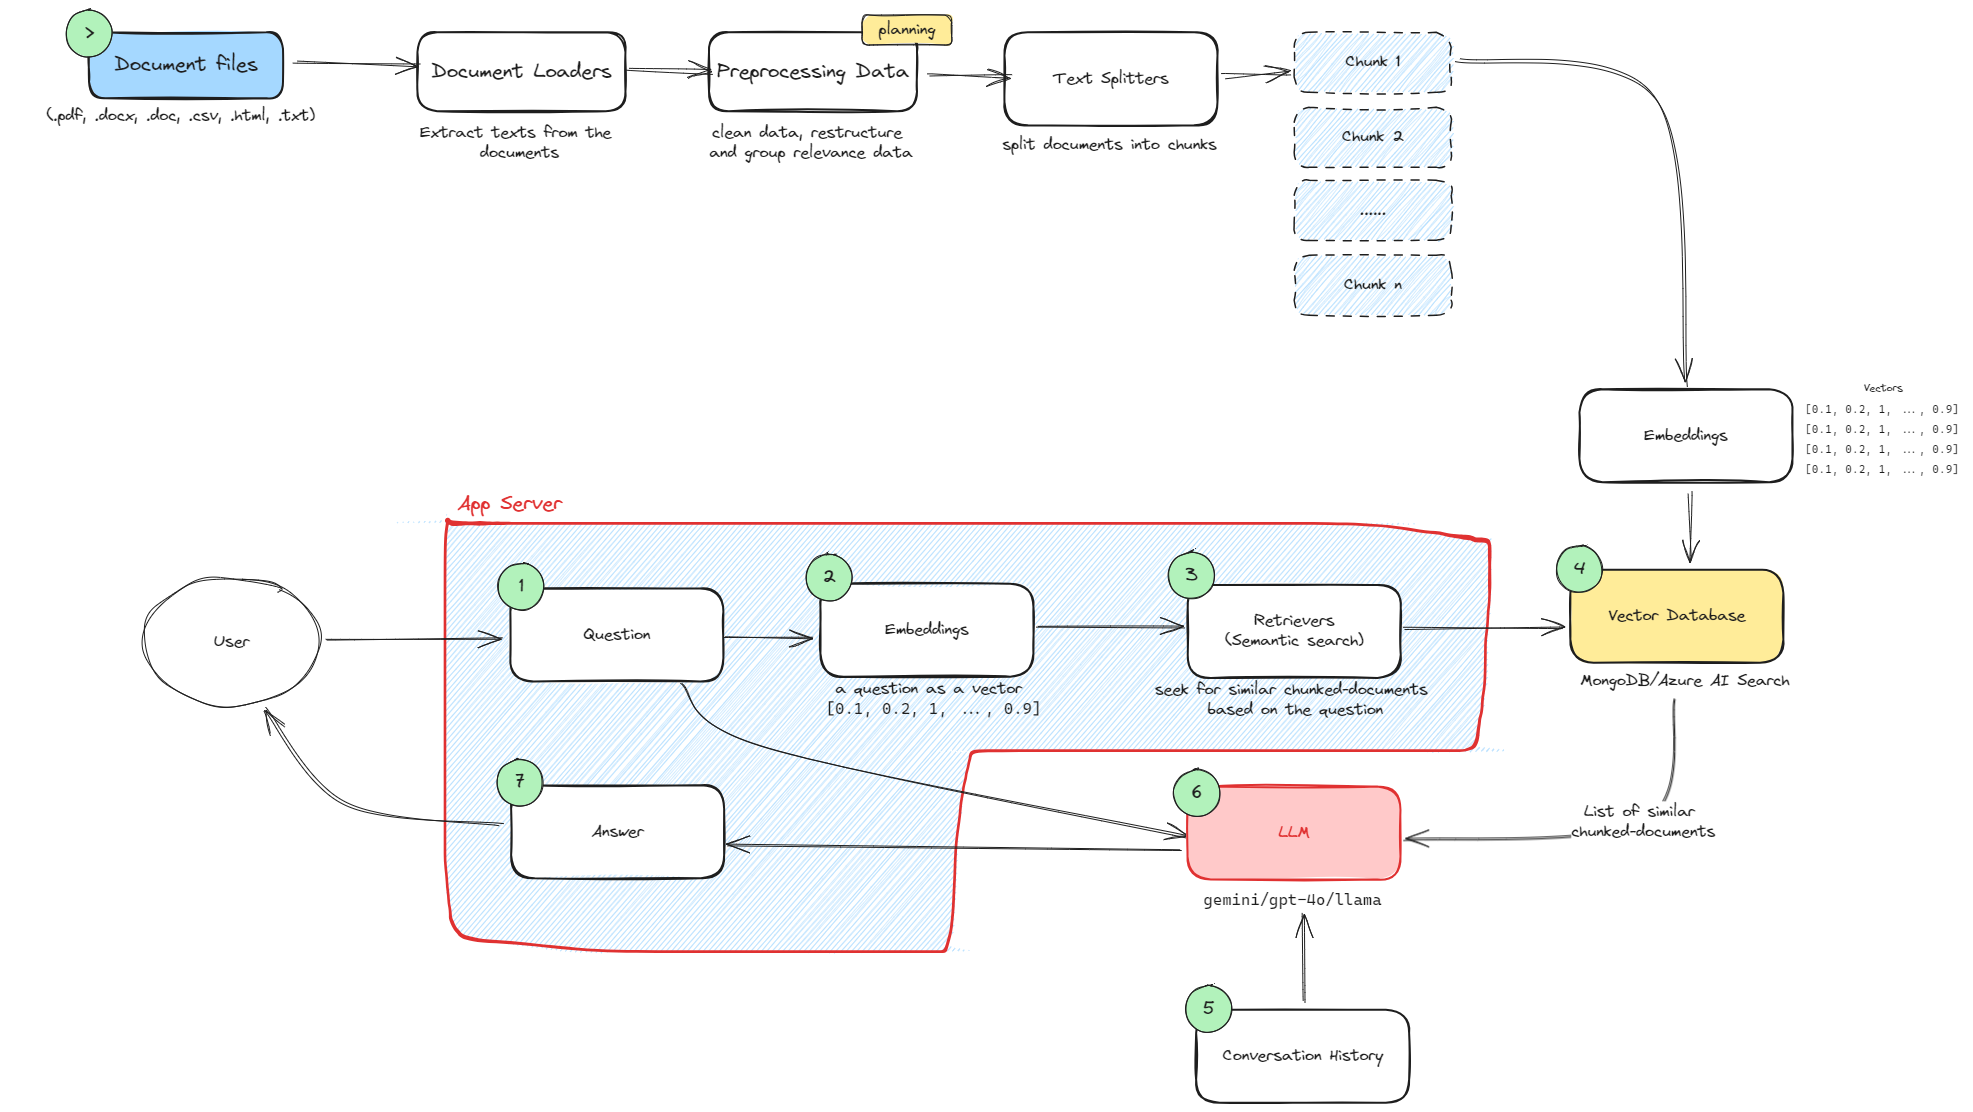 >
Document files
(.pdf, .docx, .doc, .csv, .html, .txt)
Document Loaders
Extract texts from the
documents
planning
Preprocessing Data
clean data, restructure
and group relevance data
Text Splitters
split documents into chunks
Chunk 1
Chunk 2
......
Chunk n
Embeddings
Vectors
[0.1, 0.2, 1, ..., 0.9]
[0.1, 0.2, 1, ..., 0.9]
[0.1, 0.2, 1, ..., 0.9]
[0.1, 0.2, 1, ..., 0.9]
App Server
User
1
Question
2
Embeddings
a question as a vector
[0.1, 0.2, 1, ..., 0.9]
3
Retrievers
(Semantic search)
seek for similar chunked-documents
based on the question
4
Vector Database
MongoDB/Azure AI Search
List of similar
chunked-documents
7
Answer
6
LLM
gemini/gpt-4o/llama
5
Conversation History